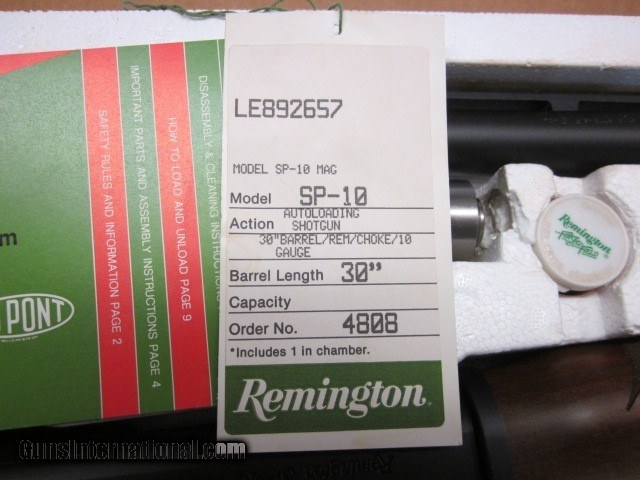 LE892657
MODEL SP-10 MAG
Model SP-10
AUTOLOADING
Action SHOTGUN
30"BARREL/REM/CHOKE/10
GAUGE
Barrel Length 30"
Capacity
Order No. 4808
*Includes 1 in chamber.
Remington
SAFETY RULES AND INFORMATION PAGE 2
IMPORTANT PARTS AND ASSEMBLY INSTRUCTIONS PAGE 4
HOW TO LOAD AND UNLOAD PAGE 9
DISASSEMBLY & CLEANING INSTRUCTIONS
PONT
Remington
Remington
GunsInternational.com